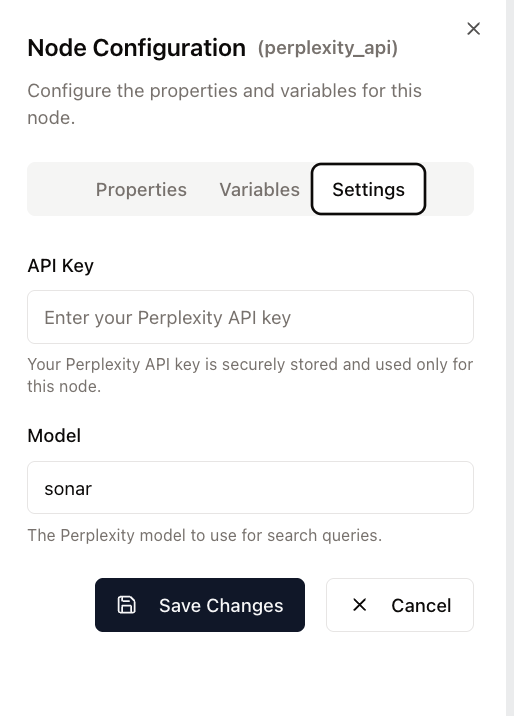 Node Configuration (perplexity_api)
Configure the properties and variables for this
node.
Properties Variables Settings
API Key
Enter your Perplexity API key
Your Perplexity API key is securely stored and used only for
this node.
Model
sonar
The Perplexity model to use for search queries.
Save Changes Cancel